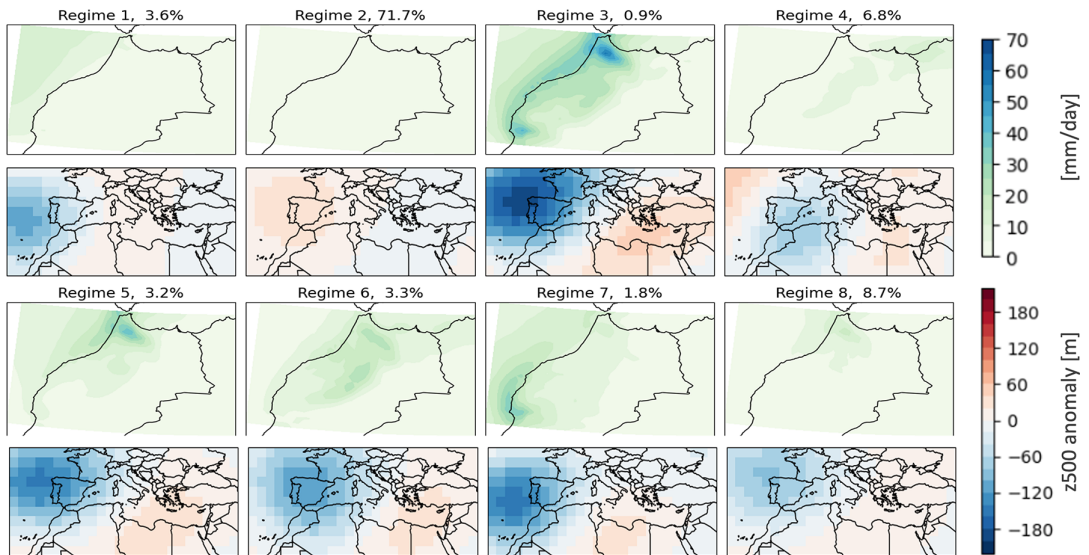 Regime 1,  3.6%
Regime 2, 71.7%
Regime 3,  0.9%
Regime 4,  6.8%
70
60
50
40
30
20
10
0
[mm/day]
Regime 5,  3.2%
Regime 6,  3.3%
Regime 7,  1.8%
Regime 8,  8.7%
180
120
60
0
−60
−120
−180
z500 anomaly [m]